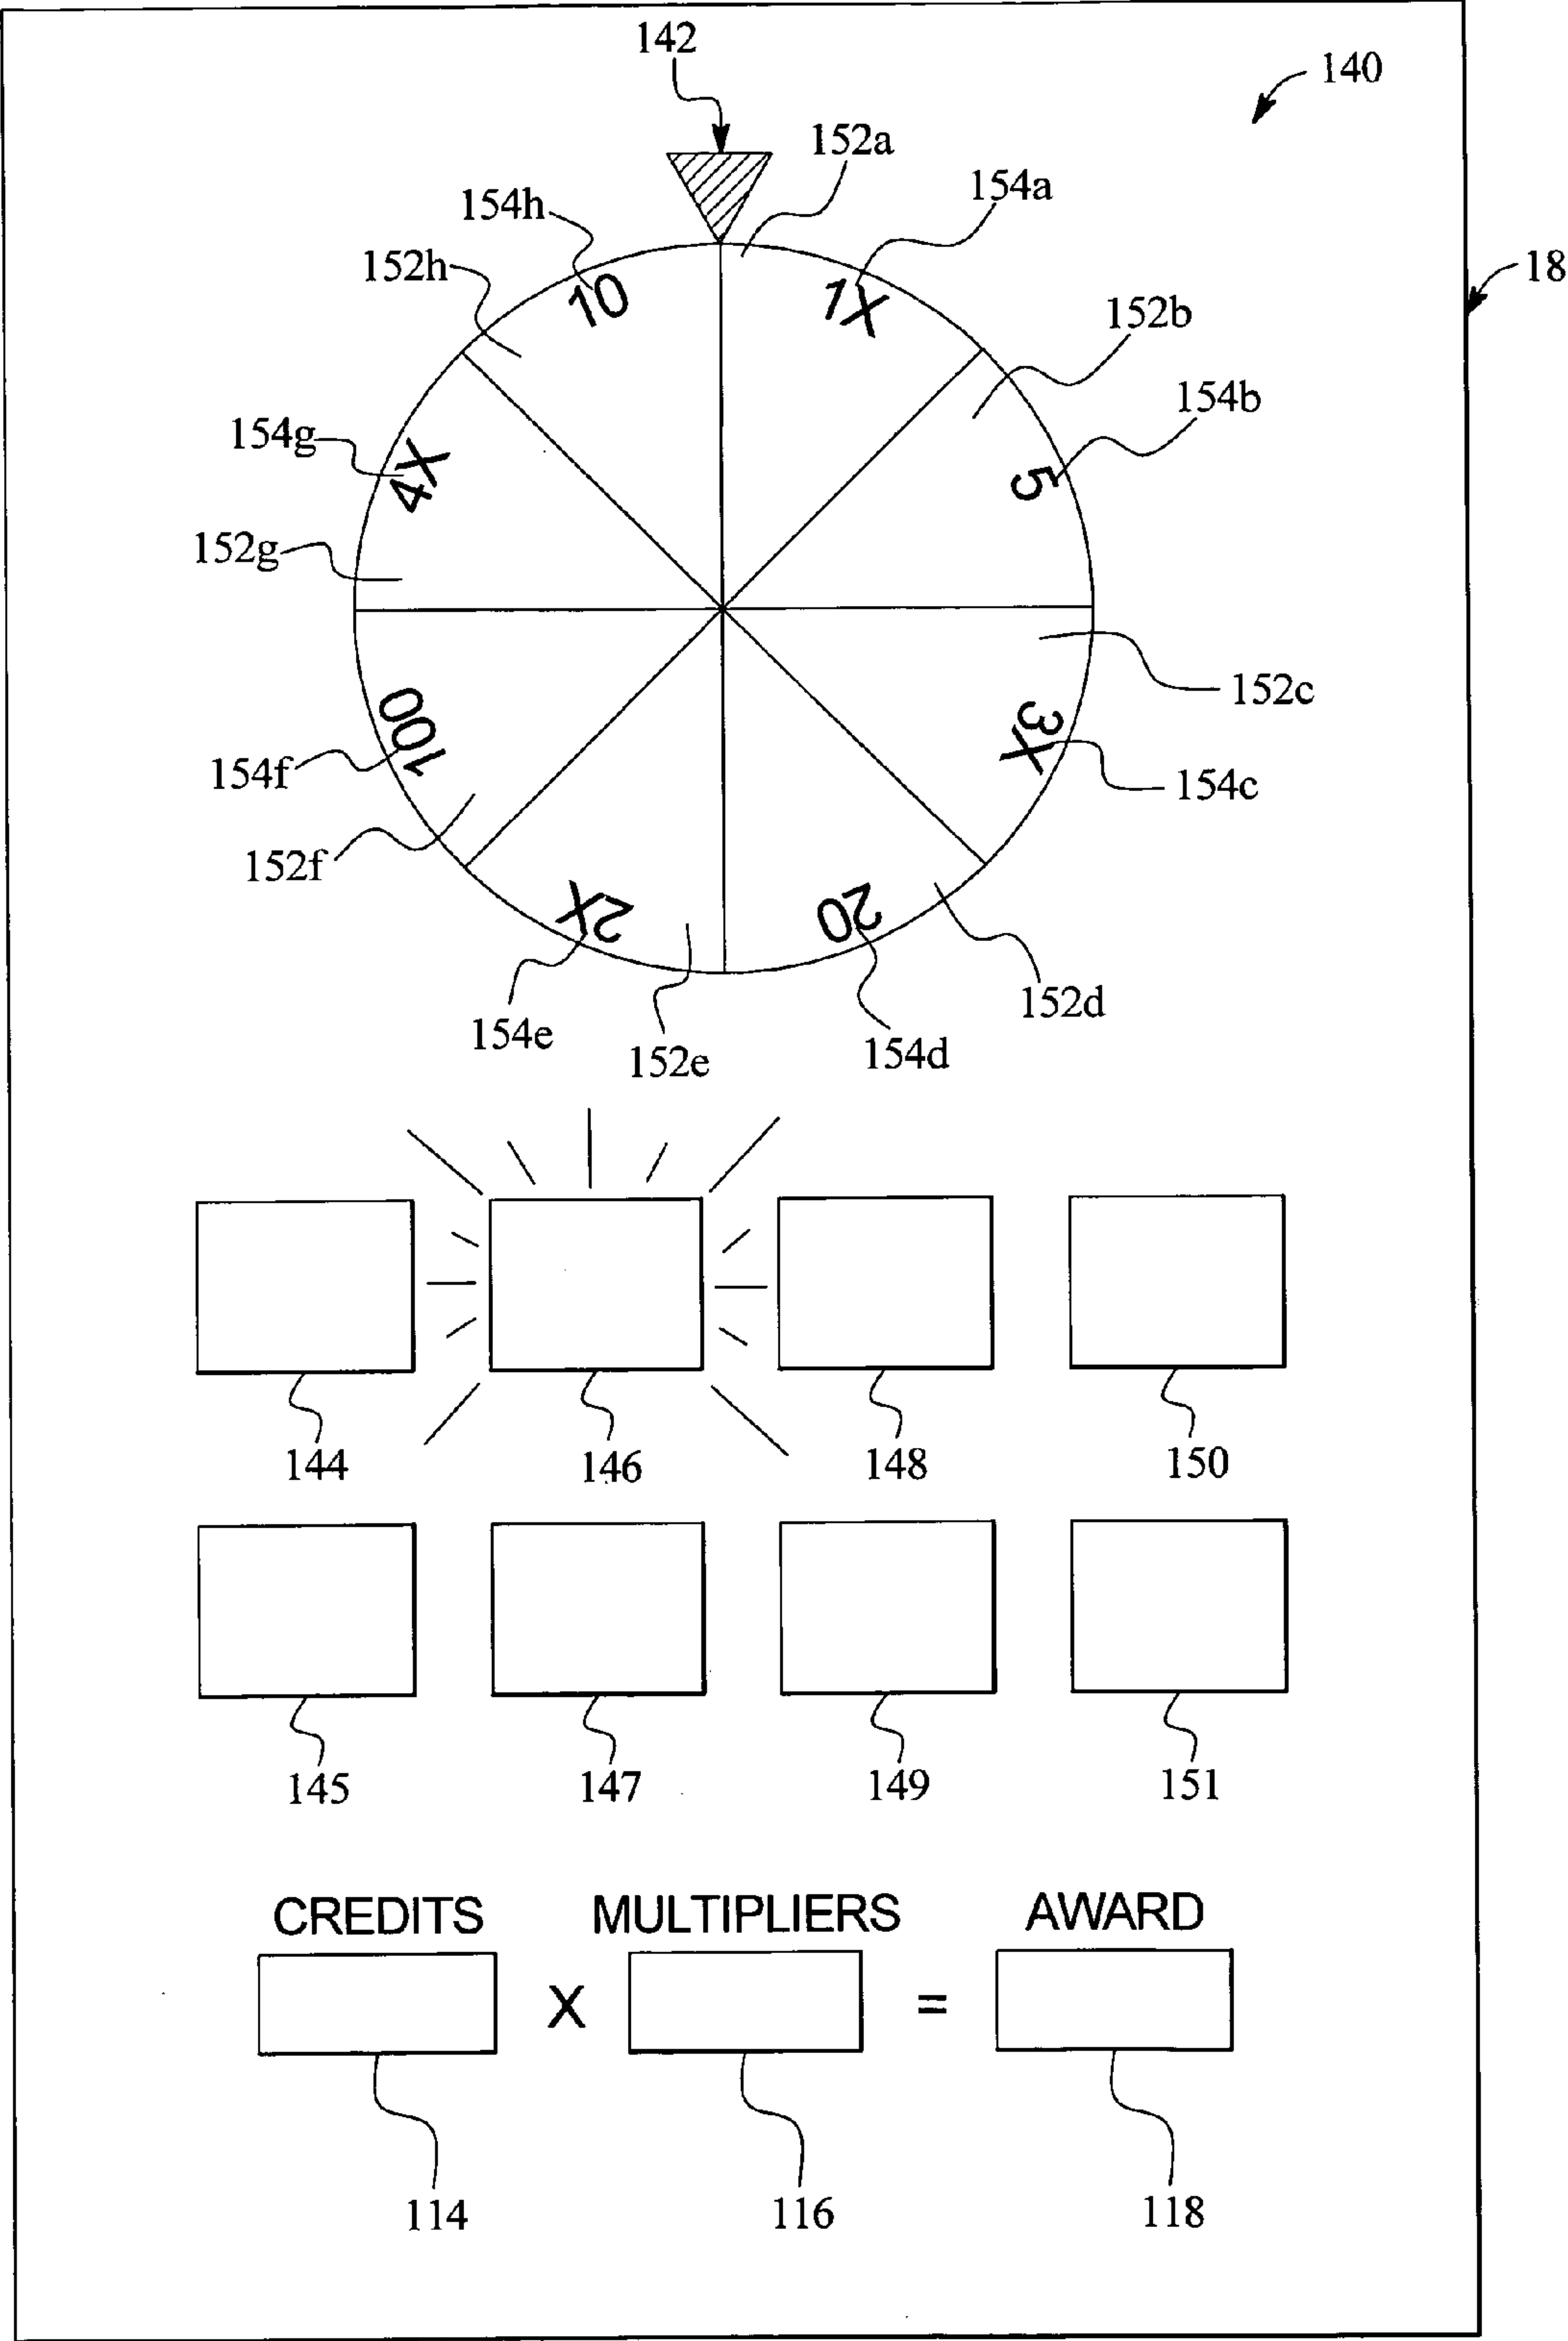 142
140
152a
154a
154h
152h
10
1X
18
152b
154b
154g
4X
5
152g
152c
100
3X
154f
154c
152f
2X
20
152d
154e
152e
154d
144
146
148
150
145
147
149
151
CREDITS MULTIPLIERS AWARD
X =
114
116
118